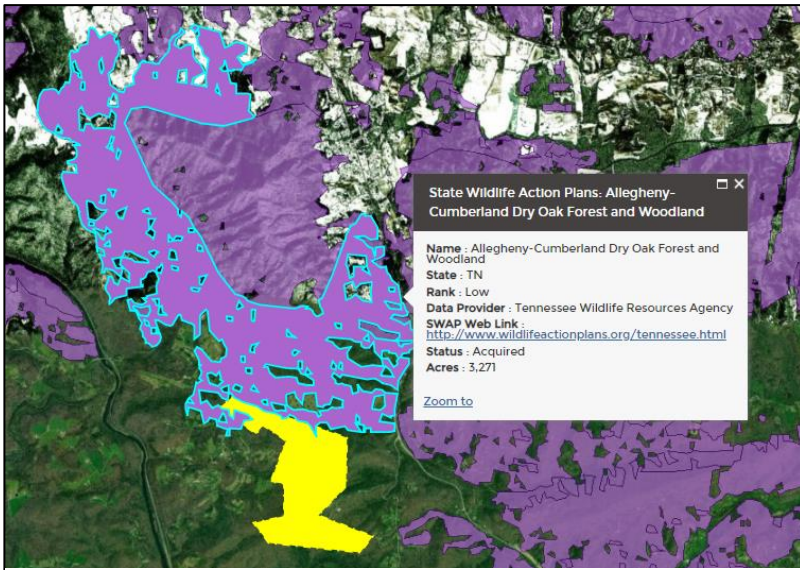 State Wildlife Action Plans: Allegheny-
Cumberland Dry Oak Forest and Woodland
Name : Allegheny-Cumberland Dry Oak Forest and
Woodland
State : TN
Rank : Low
Data Provider : Tennessee Wildlife Resources Agency
SWAP Web Link :
http://www.wildlifeactionplans.org/tennessee.html
Status : Acquired
Acres : 3,271
Zoom to